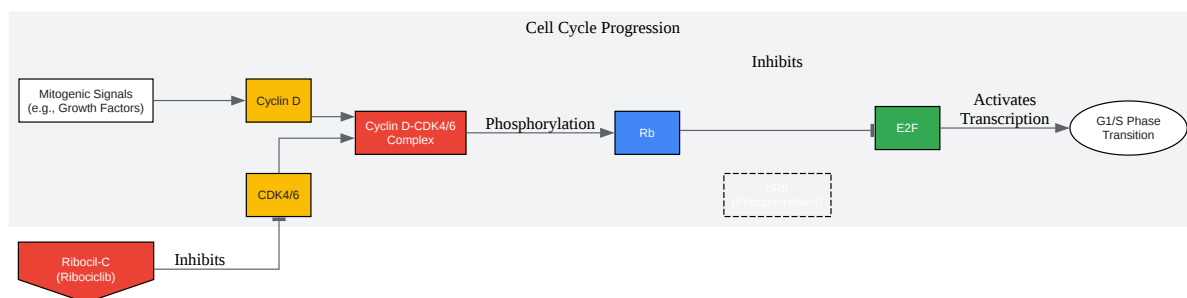 Cell Cycle Progression
Inhibits
Mitogenic Signals
(e.g., Growth Factors)
Cyclin D
Cyclin D-CDK4/6
Complex
Phosphorylation
Rb
E2F
Activates
Transcription
G1/S Phase
Transition
CDK4/6
pRb
(Phosphorylated)
Ribocil-C
(Ribociclib)
Inhibits